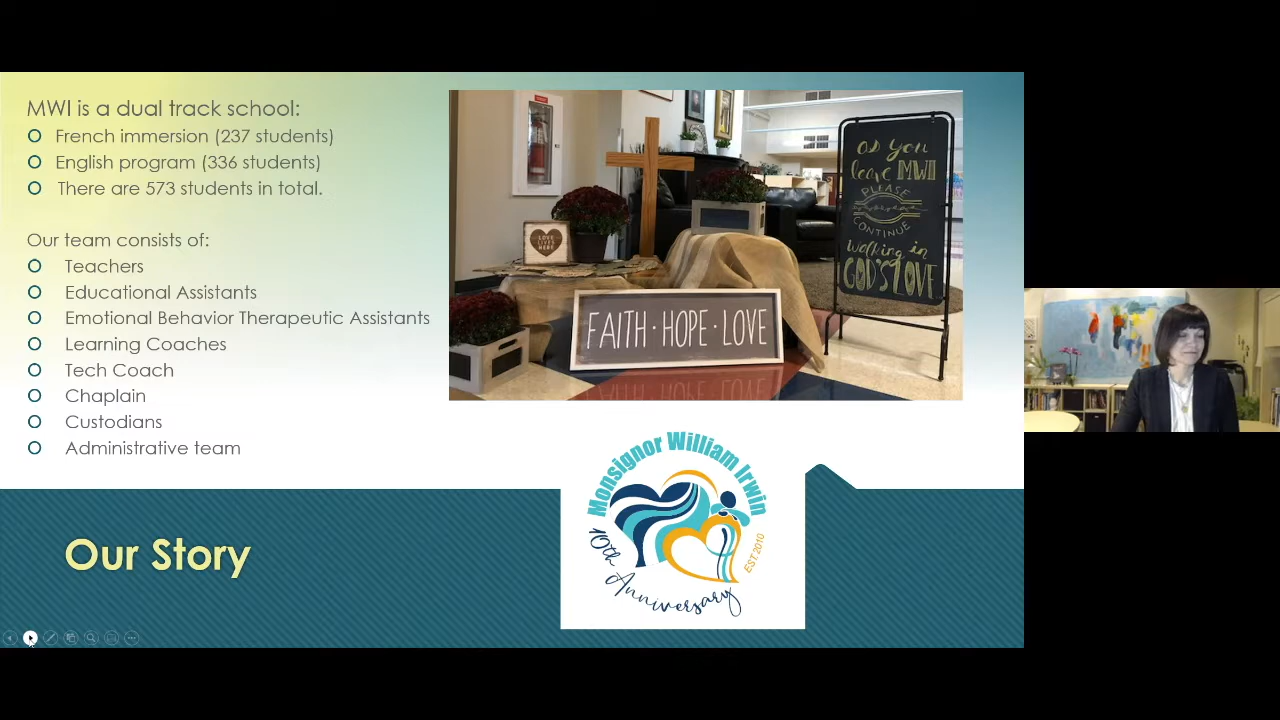 MWI is a dual track school:
French immersion (237 students)
English program (336 students)
There are 573 students in total.
Our team consists of:
Teachers
Educational Assistants
Emotional Behavior Therapeutic Assistants
Learning Coaches
Tech Coach
Chaplain
Custodians
Administrative team
LOVE
LIVES
HERE
FAITH · HOPE · LOVE
as you
leave MWI
PLEASE
CONTINUE
walking in
GOD'S LOVE
Monsignor William Irwin
10th Anniversary
EST. 2010
Our Story